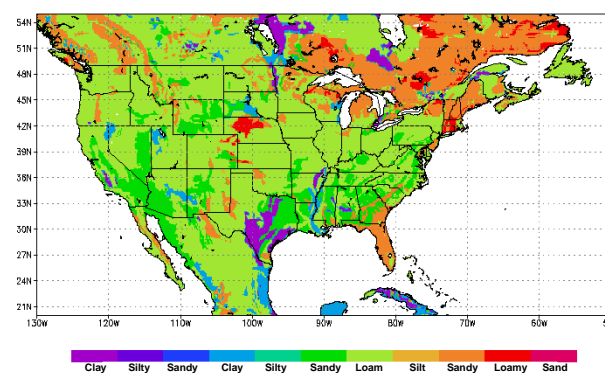 54N
51N
48N
45N
42N
39N
36N
33N
30N
27N
24N
21N
130W 120W 110W 100W 90W 80W 70W 60W
Clay Silty Sandy Clay Silty Sandy Loam Silt Sandy Loamy Sand